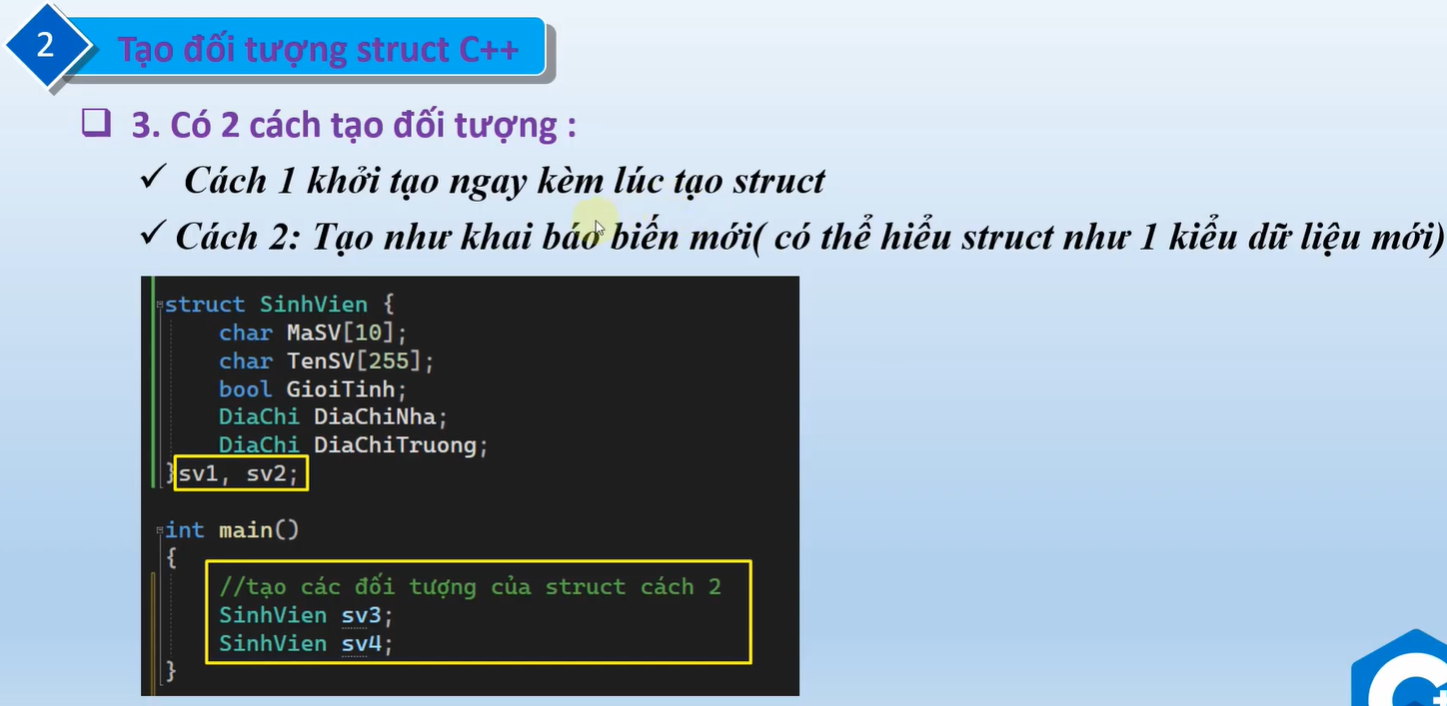 2
Tạo đối tượng struct C++
3. Có 2 cách tạo đối tượng :
Cách 1 khởi tạo ngay kèm lúc tạo struct
Cách 2: Tạo như khai báo biến mới( có thể hiểu struct như 1 kiểu dữ liệu mới)
struct SinhVien {
char MaSV[10];
char TenSV[255];
bool GioiTinh;
DiaChi DiaChiNha;
DiaChi DiaChiTruong;
}sv1, sv2;
int main()
{
//tạo các đối tượng của struct cách 2
SinhVien sv3;
SinhVien sv4;
}